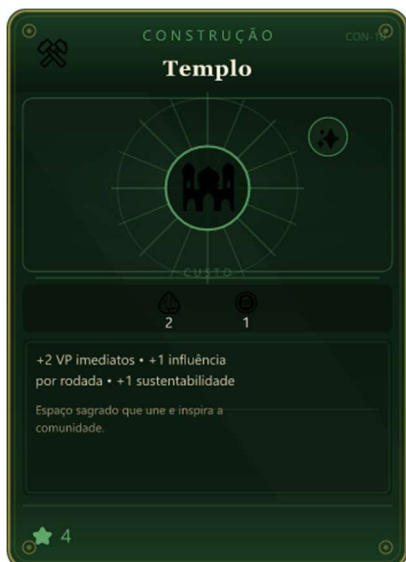 CONSTRUÇÃO
Templo
CUSTO
2 1
+2 VP imediatos • +1 influência
por rodada • +1 sustentabilidade
Espaço sagrado que une e inspira a
comunidade.
4